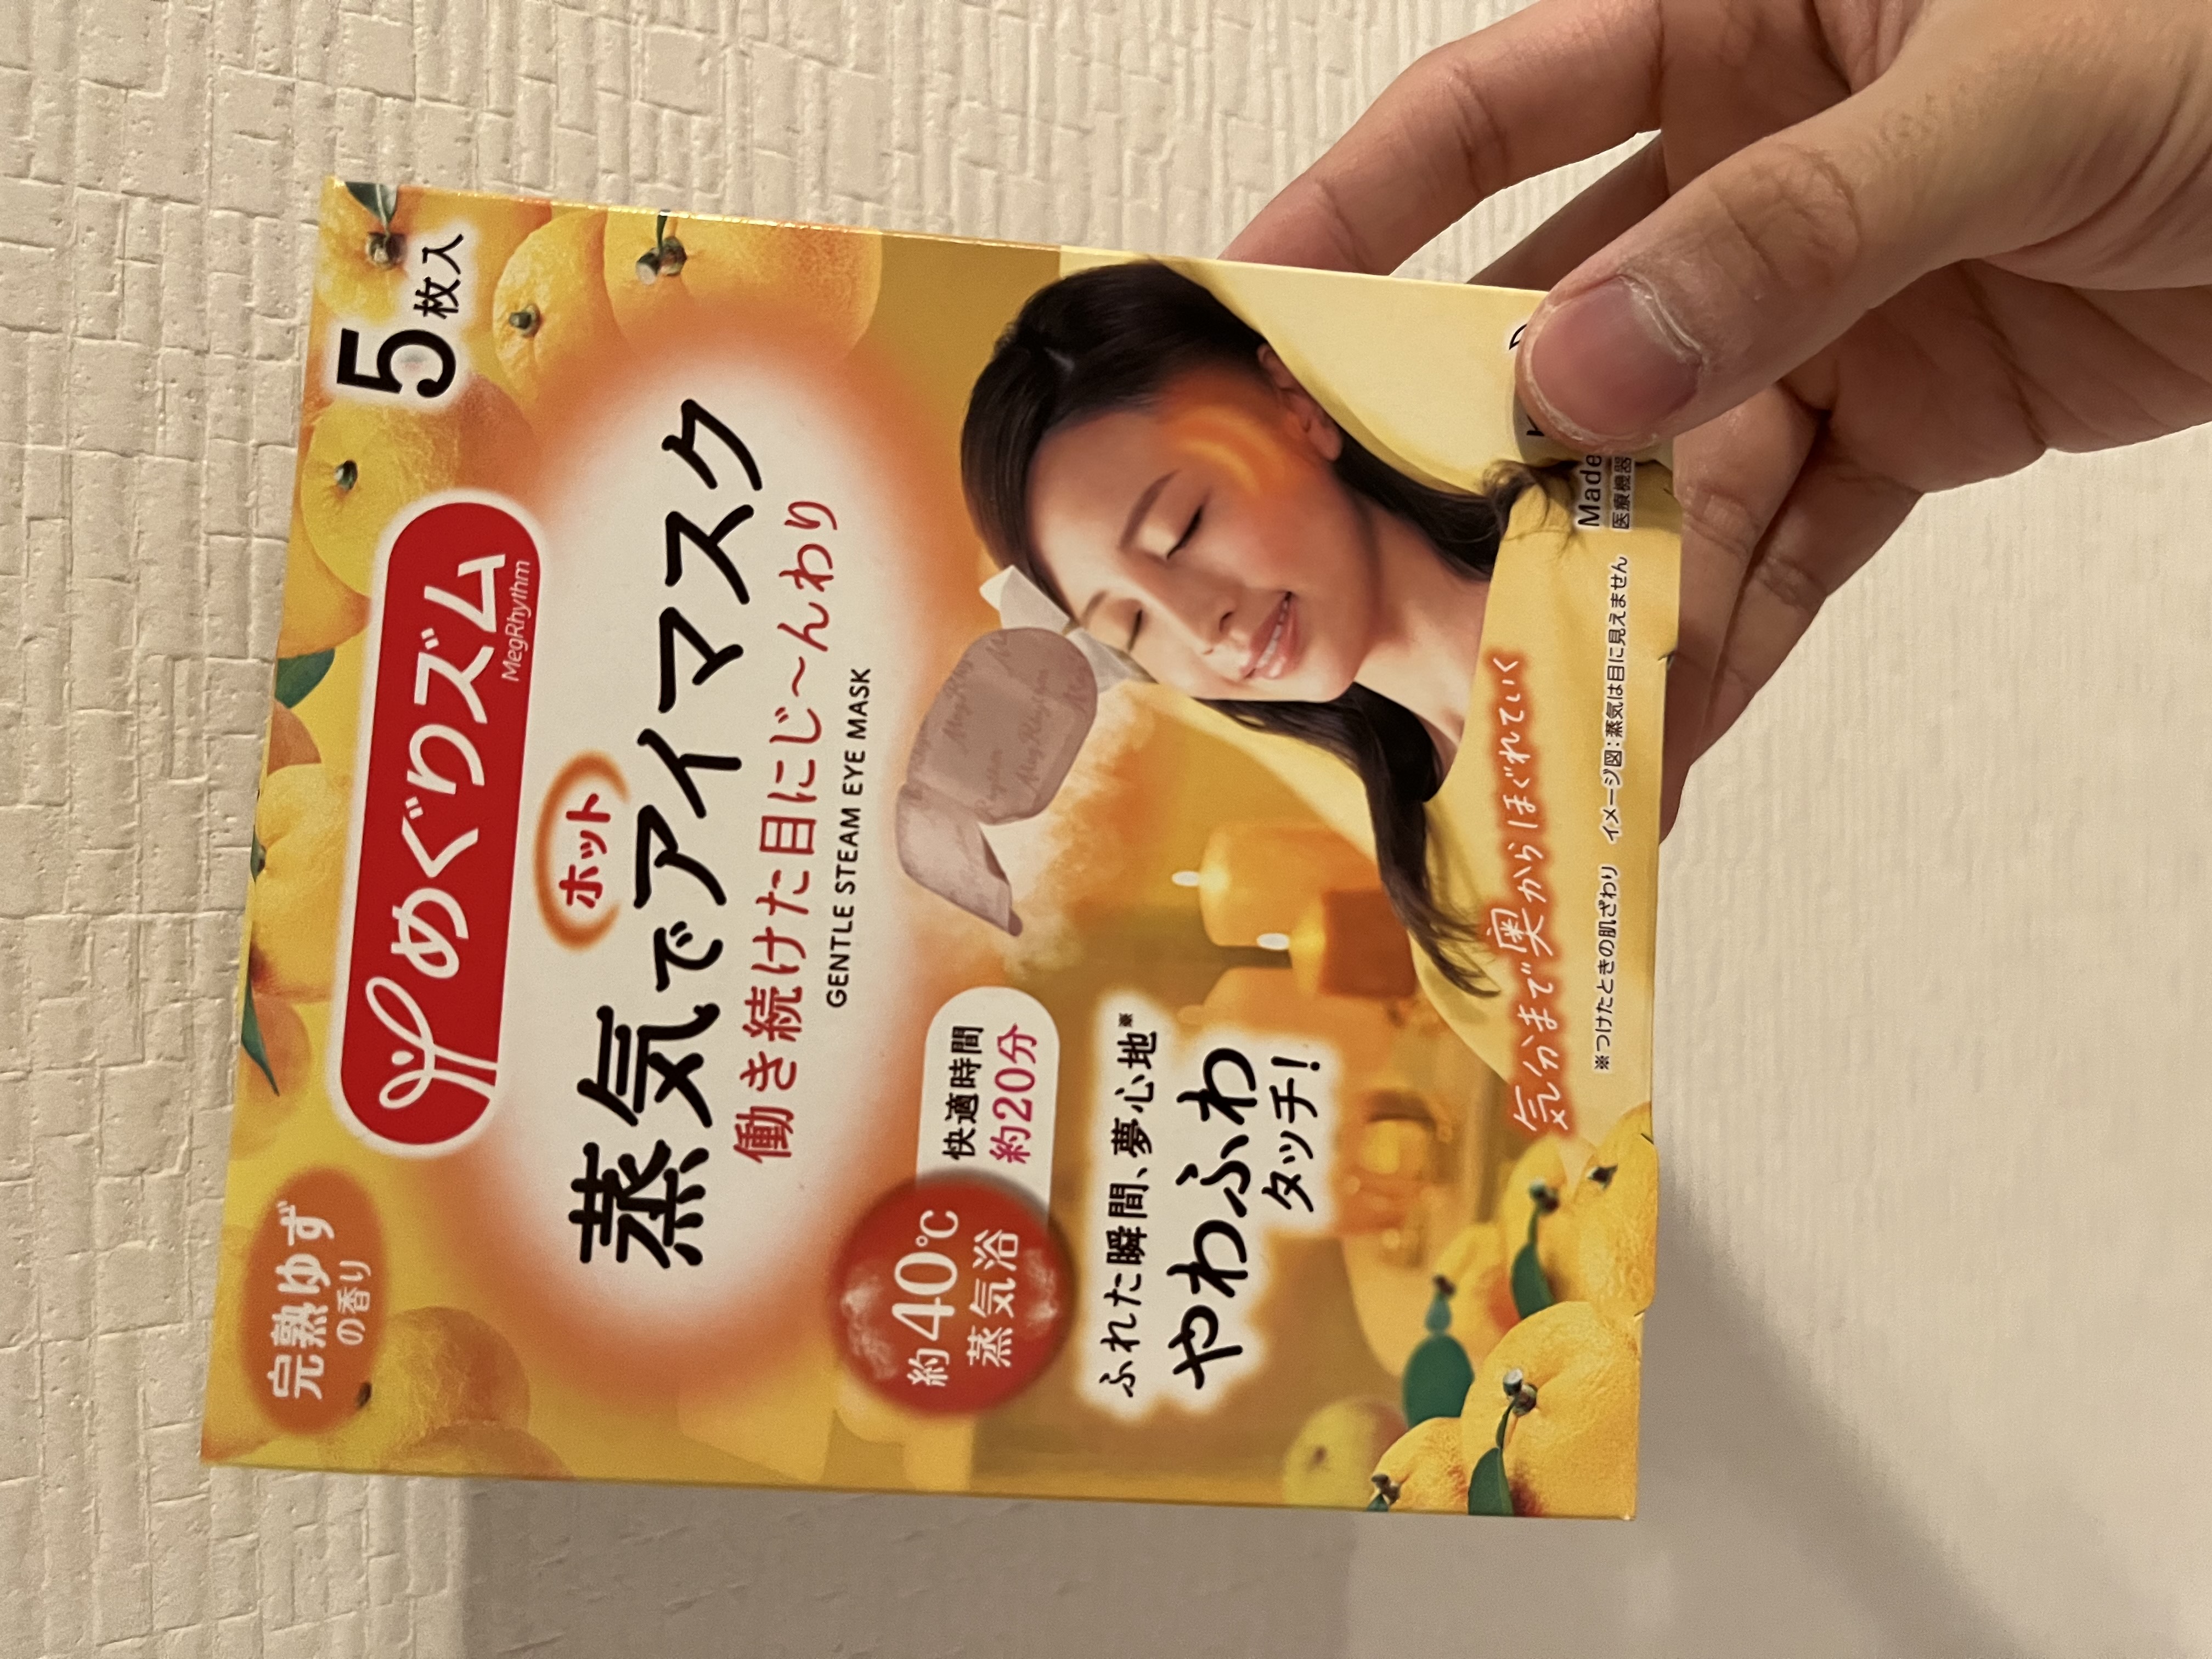 完熟ゆず
の香り
5枚入
めぐりズム
MegRhythm
ホット
蒸気でアイマスク
働き続けた目にじ〜んわり
GENTLE STEAM EYE MASK
約40℃
蒸気浴
快適時間
約20分
ふれた瞬間、夢心地※
やわふわ
タッチ!
気分まで奥からほぐれていく
※つけたときの肌ざわり イメージ図:蒸気は目に見えません
Made
医療機器